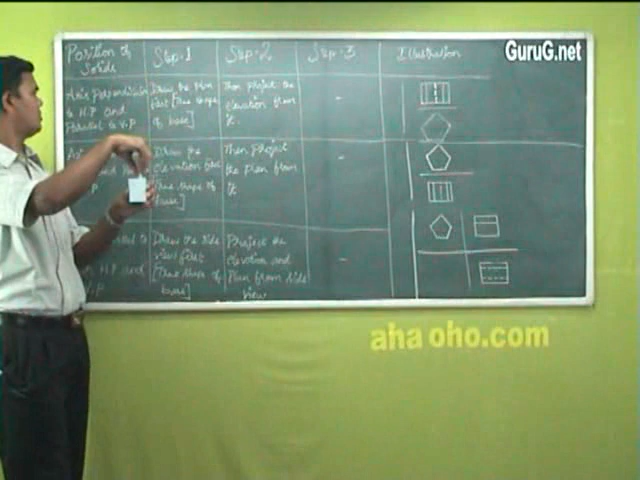 Position of Solids
Step-1
Step-2
Step-3
Illustration
GuruG.net
Axis perpendicular to H.P and Parallel to V.P
Draw the plan first [True shape of base]
Then project the elevation from it.
-
Draw the elevation first [True shape of base]
Then project the plan from it
-
Draw the side view first [True shape of base]
Project the elevation and Plan from side view
-
H.P and
V.P
aha oho.com